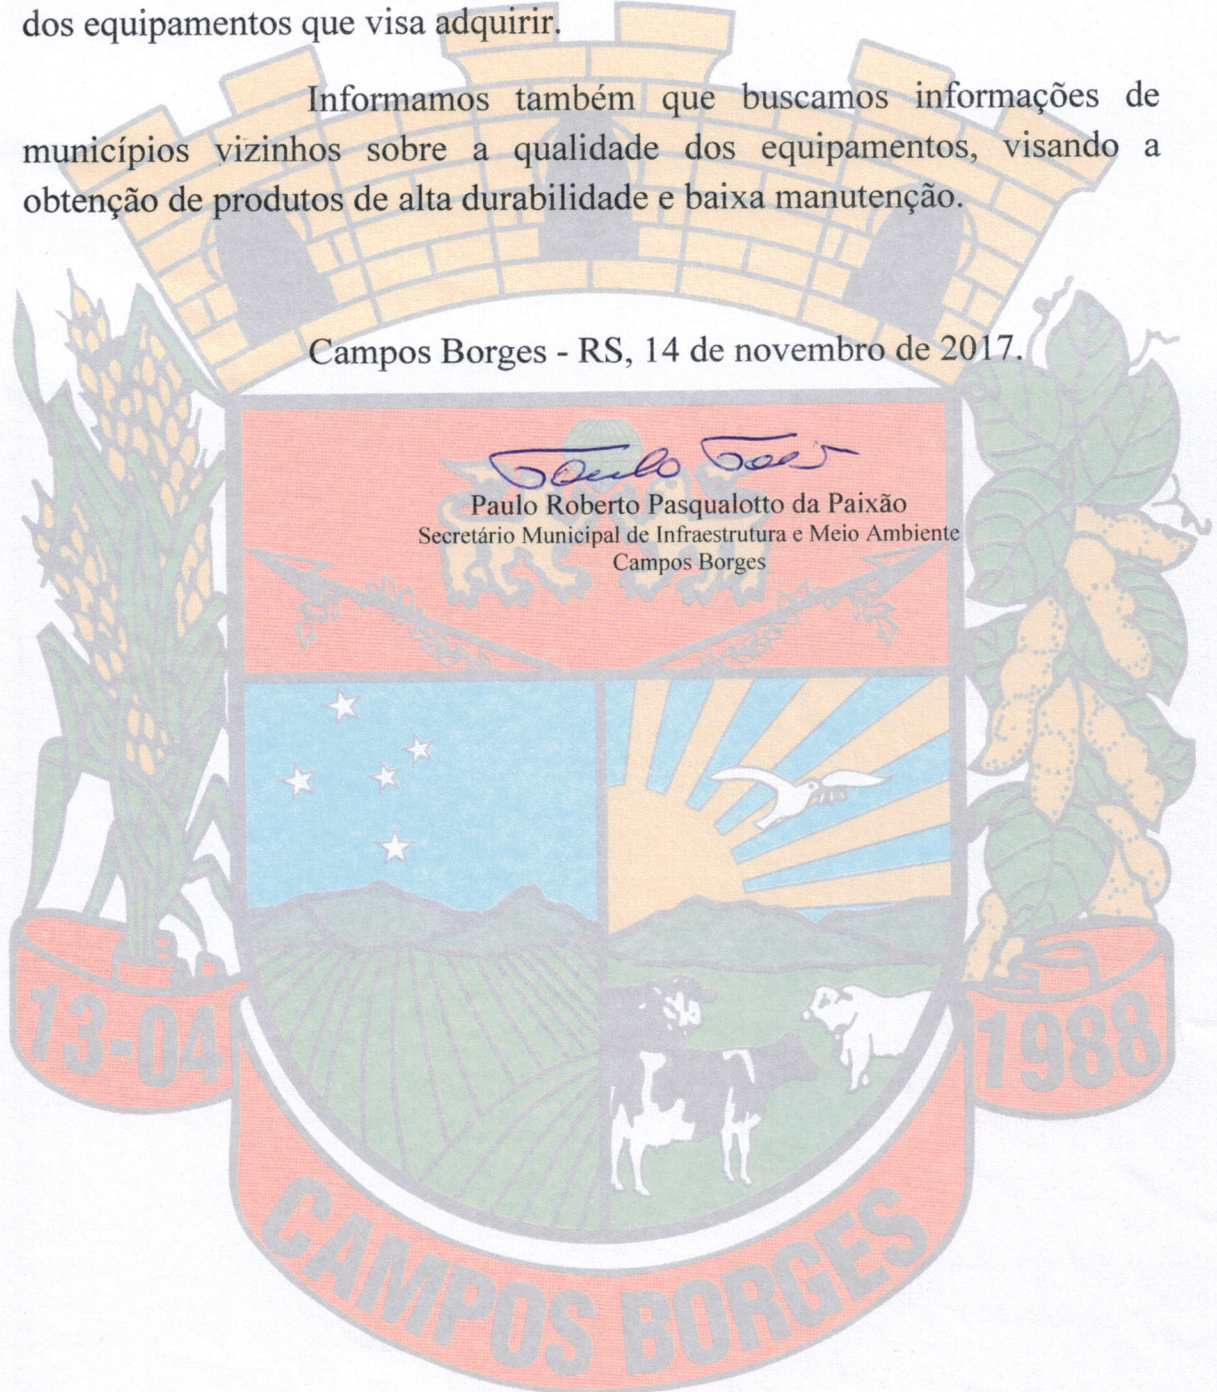 dos equipamentos que visa adquirir.
Informamos também que buscamos informações de
municípios vizinhos sobre a qualidade dos equipamentos, visando a
obtenção de produtos de alta durabilidade e baixa manutenção.
Campos Borges - RS, 14 de novembro de 2017.
Paulo Roberto Pasqualotto da Paixão
Secretário Municipal de Infraestrutura e Meio Ambiente
Campos Borges
13-04
1988
CAMPOS BORGES